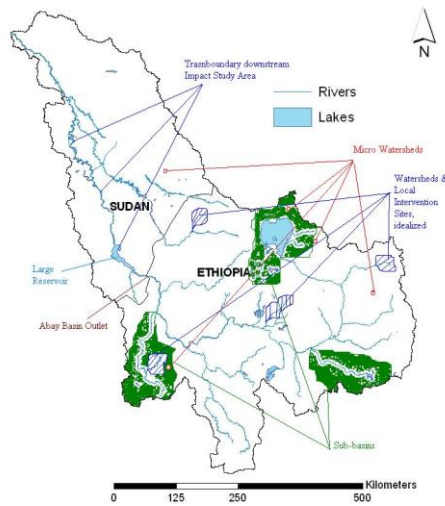 Trasnboundary downstream
Impact Study Area
N
Rivers
Lakes
Micro Watersheds
Watersheds &
Local
Intervention
Sites,
idealized
SUDAN
ETHIOPIA
Large
Reservoir
Abay Basin Outlet
Sub-basins
Kilometers
0 125 250 500